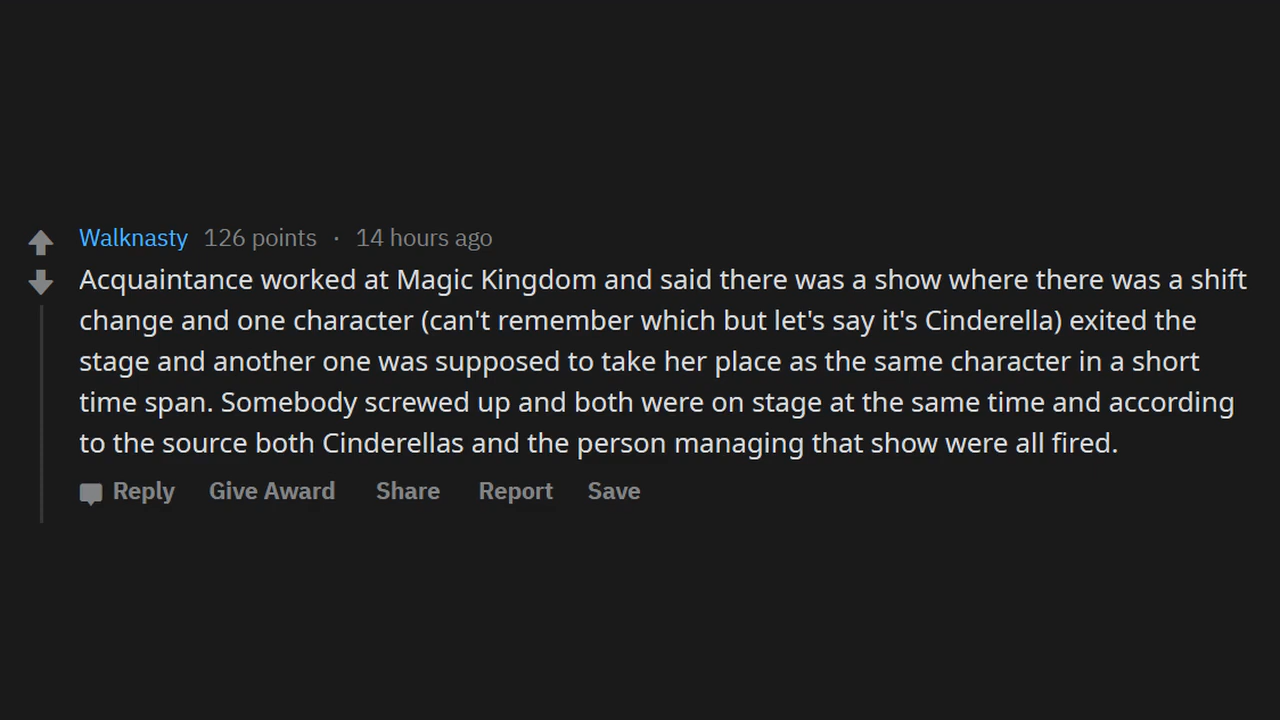 Walknasty 126 points · 14 hours ago
Acquaintance worked at Magic Kingdom and said there was a show where there was a shift
change and one character (can't remember which but let's say it's Cinderella) exited the
stage and another one was supposed to take her place as the same character in a short
time span. Somebody screwed up and both were on stage at the same time and according
to the source both Cinderellas and the person managing that show were all fired.
Reply Give Award Share Report Save